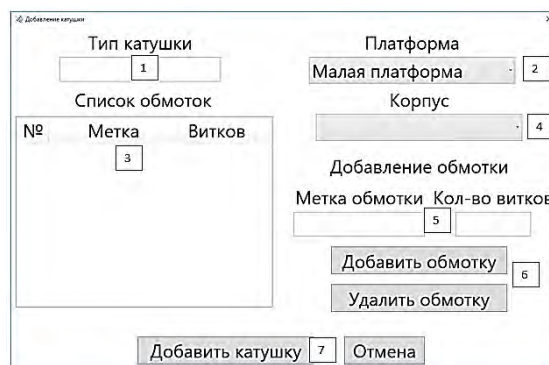 Добавление катушки
Тип катушки
1
Платформа
Малая платформа
2
Список обмоток
Корпус
4
№ Метка Витков
3
Добавление обмотки
Метка обмотки Кол-во витков
5
Добавить обмотку
6
Удалить обмотку
Добавить катушку 7 Отмена